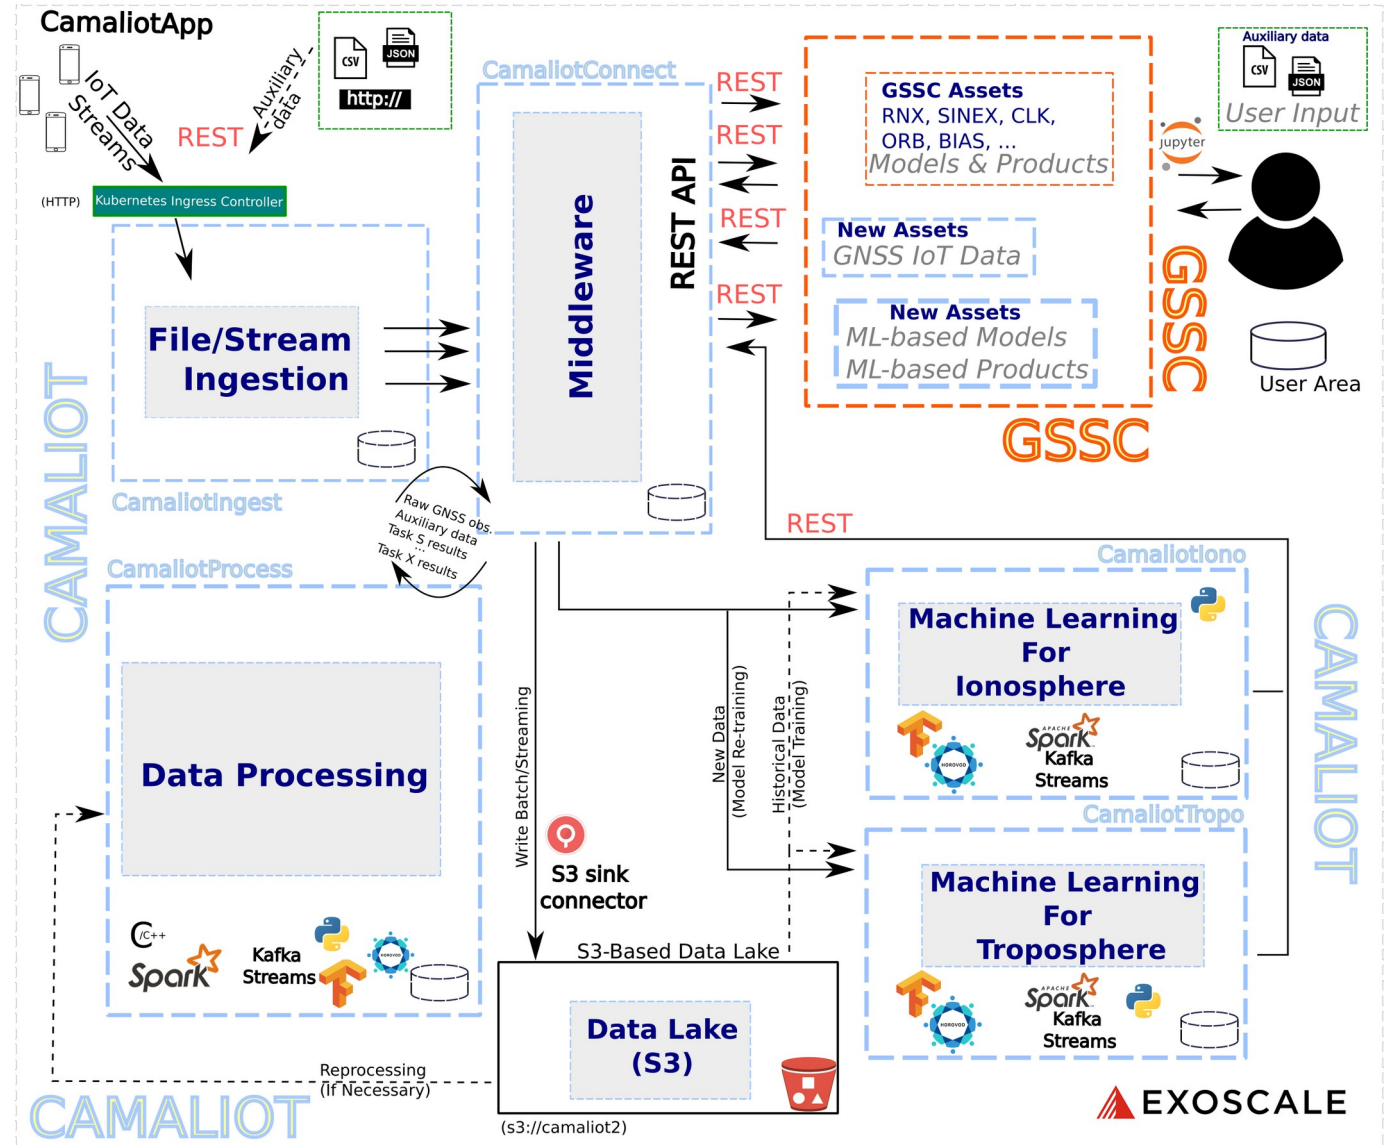 CamaliotApp
IoT Data
Streams
REST
Auxiliary
data
CSV
JSON
http://
(HTTP)
Kubernetes Ingress Controller
File/Stream
Ingestion
CamaliotIngest
CamaliotConnect
Middleware
REST API
REST
REST
REST
REST
GSSC Assets
RNX, SINEX, CLK,
ORB, BIAS, ...
Models & Products
New Assets
GNSS IoT Data
New Assets
ML-based Models
ML-based Products
GSSC
GSSC
Auxiliary data
CSV
JSON
User Input
Jupyter
User Area
CAMALIOT
Raw GNSS obs.
Auxiliary data
Task S results
...
Task X results
CamaliotProcess
Data Processing
C/C++
Spark
Kafka
Streams
HOROVOD
Write Batch/Streaming
S3 sink
connector
New Data
(Model Re-training)
Historical Data
(Model Training)
REST
CamaliotIono
Machine Learning
For
Ionosphere
HOROVOD
APACHE
Spark
Kafka
Streams
CamaliotTropo
Machine Learning
For
Troposphere
HOROVOD
APACHE
Spark
Kafka
Streams
CAMALIOT
S3-Based Data Lake
Data Lake
(S3)
(s3://camaliot2)
Reprocessing
(If Necessary)
CAMALIOT
EXOSCALE